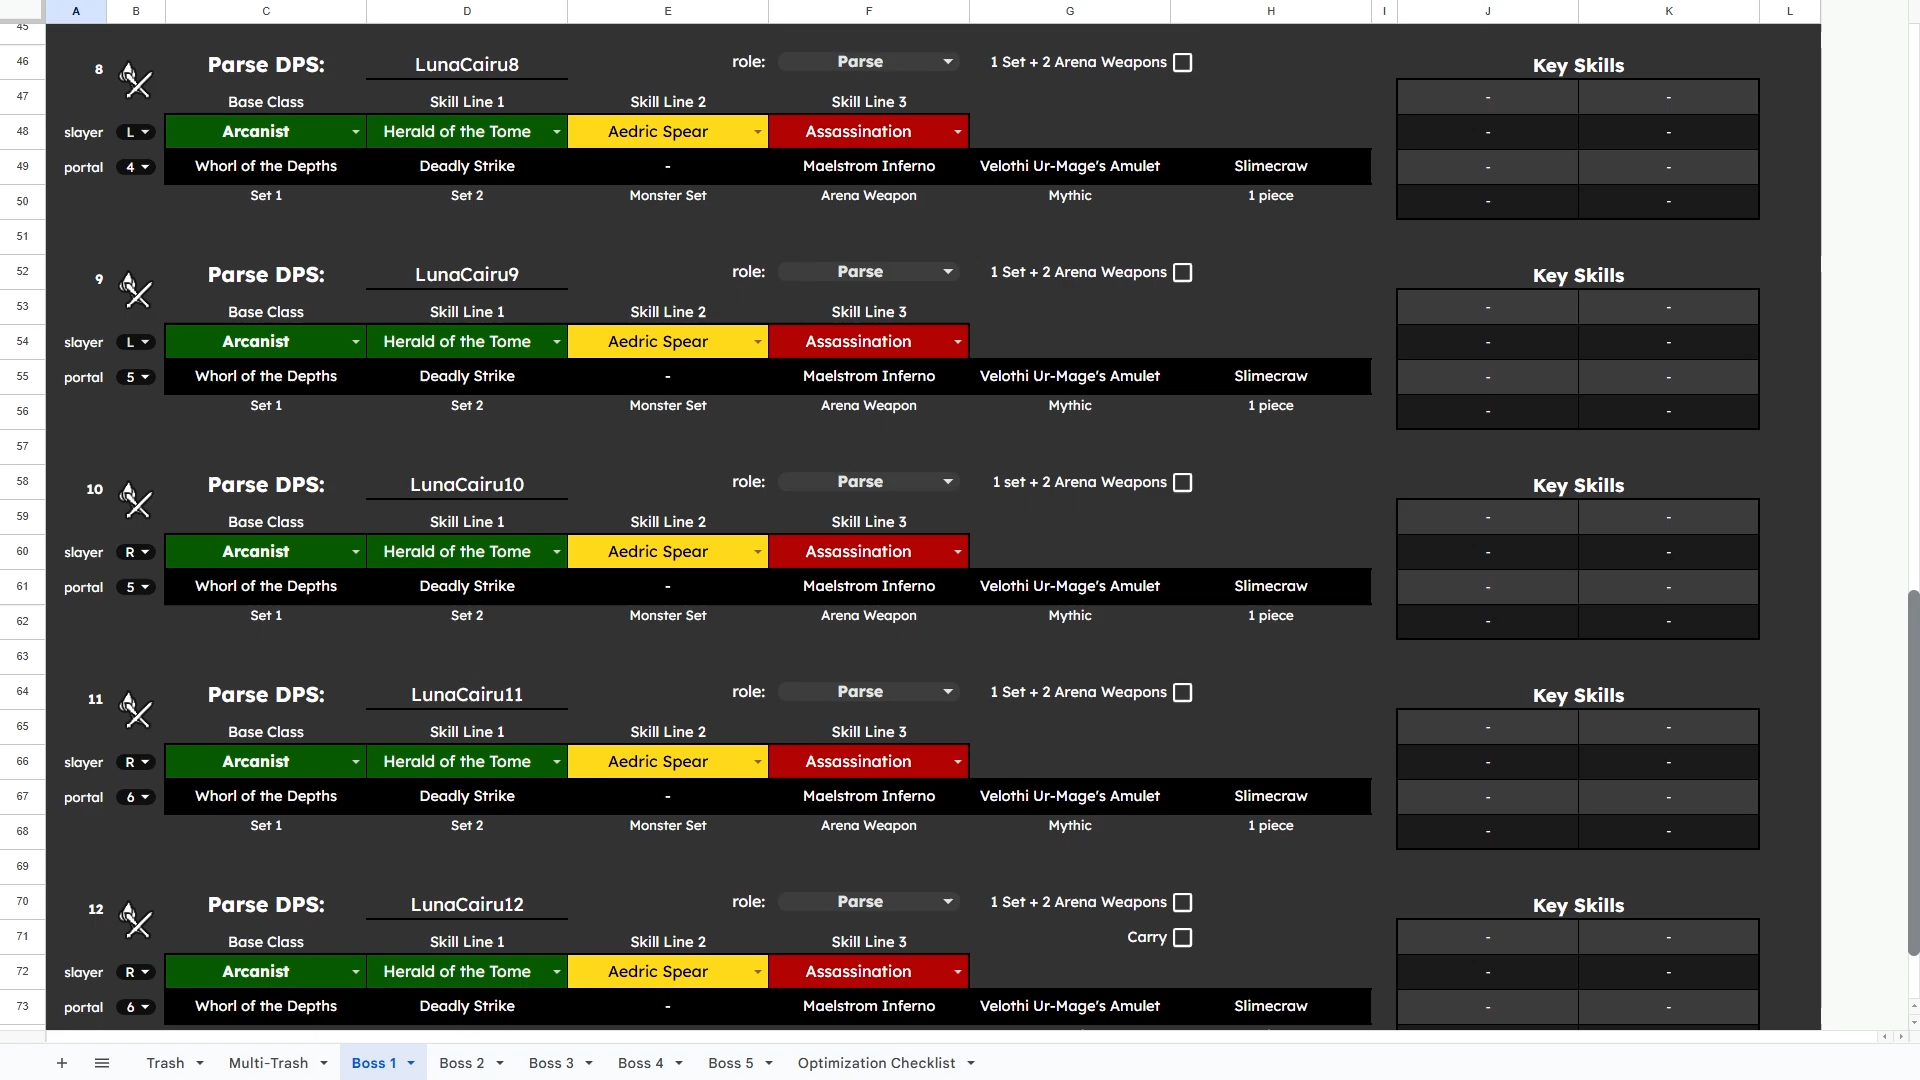 A B C D E F G H I J K L
45
46 8 Parse DPS: LunaCairu8 role: Parse 1 Set + 2 Arena Weapons Key Skills
47 Base Class Skill Line 1 Skill Line 2 Skill Line 3 - -
48 slayer L Arcanist Herald of the Tome Aedric Spear Assassination - -
49 portal 4 Whorl of the Depths Deadly Strike - Maelstrom Inferno Velothi Ur-Mage's Amulet Slimecraw - -
50 Set 1 Set 2 Monster Set Arena Weapon Mythic 1 piece - -
51
52 9 Parse DPS: LunaCairu9 role: Parse 1 Set + 2 Arena Weapons Key Skills
53 Base Class Skill Line 1 Skill Line 2 Skill Line 3 - -
54 slayer L Arcanist Herald of the Tome Aedric Spear Assassination - -
55 portal 5 Whorl of the Depths Deadly Strike - Maelstrom Inferno Velothi Ur-Mage's Amulet Slimecraw - -
56 Set 1 Set 2 Monster Set Arena Weapon Mythic 1 piece - -
57
58 10 Parse DPS: LunaCairu10 role: Parse 1 set + 2 Arena Weapons Key Skills
59 Base Class Skill Line 1 Skill Line 2 Skill Line 3 - -
60 slayer R Arcanist Herald of the Tome Aedric Spear Assassination - -
61 portal 5 Whorl of the Depths Deadly Strike - Maelstrom Inferno Velothi Ur-Mage's Amulet Slimecraw - -
62 Set 1 Set 2 Monster Set Arena Weapon Mythic 1 piece - -
63
64 11 Parse DPS: LunaCairu11 role: Parse 1 Set + 2 Arena Weapons Key Skills
65 Base Class Skill Line 1 Skill Line 2 Skill Line 3 - -
66 slayer R Arcanist Herald of the Tome Aedric Spear Assassination - -
67 portal 6 Whorl of the Depths Deadly Strike - Maelstrom Inferno Velothi Ur-Mage's Amulet Slimecraw - -
68 Set 1 Set 2 Monster Set Arena Weapon Mythic 1 piece - -
69
70 12 Parse DPS: LunaCairu12 role: Parse 1 Set + 2 Arena Weapons Key Skills
71 Base Class Skill Line 1 Skill Line 2 Skill Line 3 Carry - -
72 slayer R Arcanist Herald of the Tome Aedric Spear Assassination - -
73 portal 6 Whorl of the Depths Deadly Strike - Maelstrom Inferno Velothi Ur-Mage's Amulet Slimecraw - -
+ Trash Multi-Trash Boss 1 Boss 2 Boss 3 Boss 4 Boss 5 Optimization Checklist